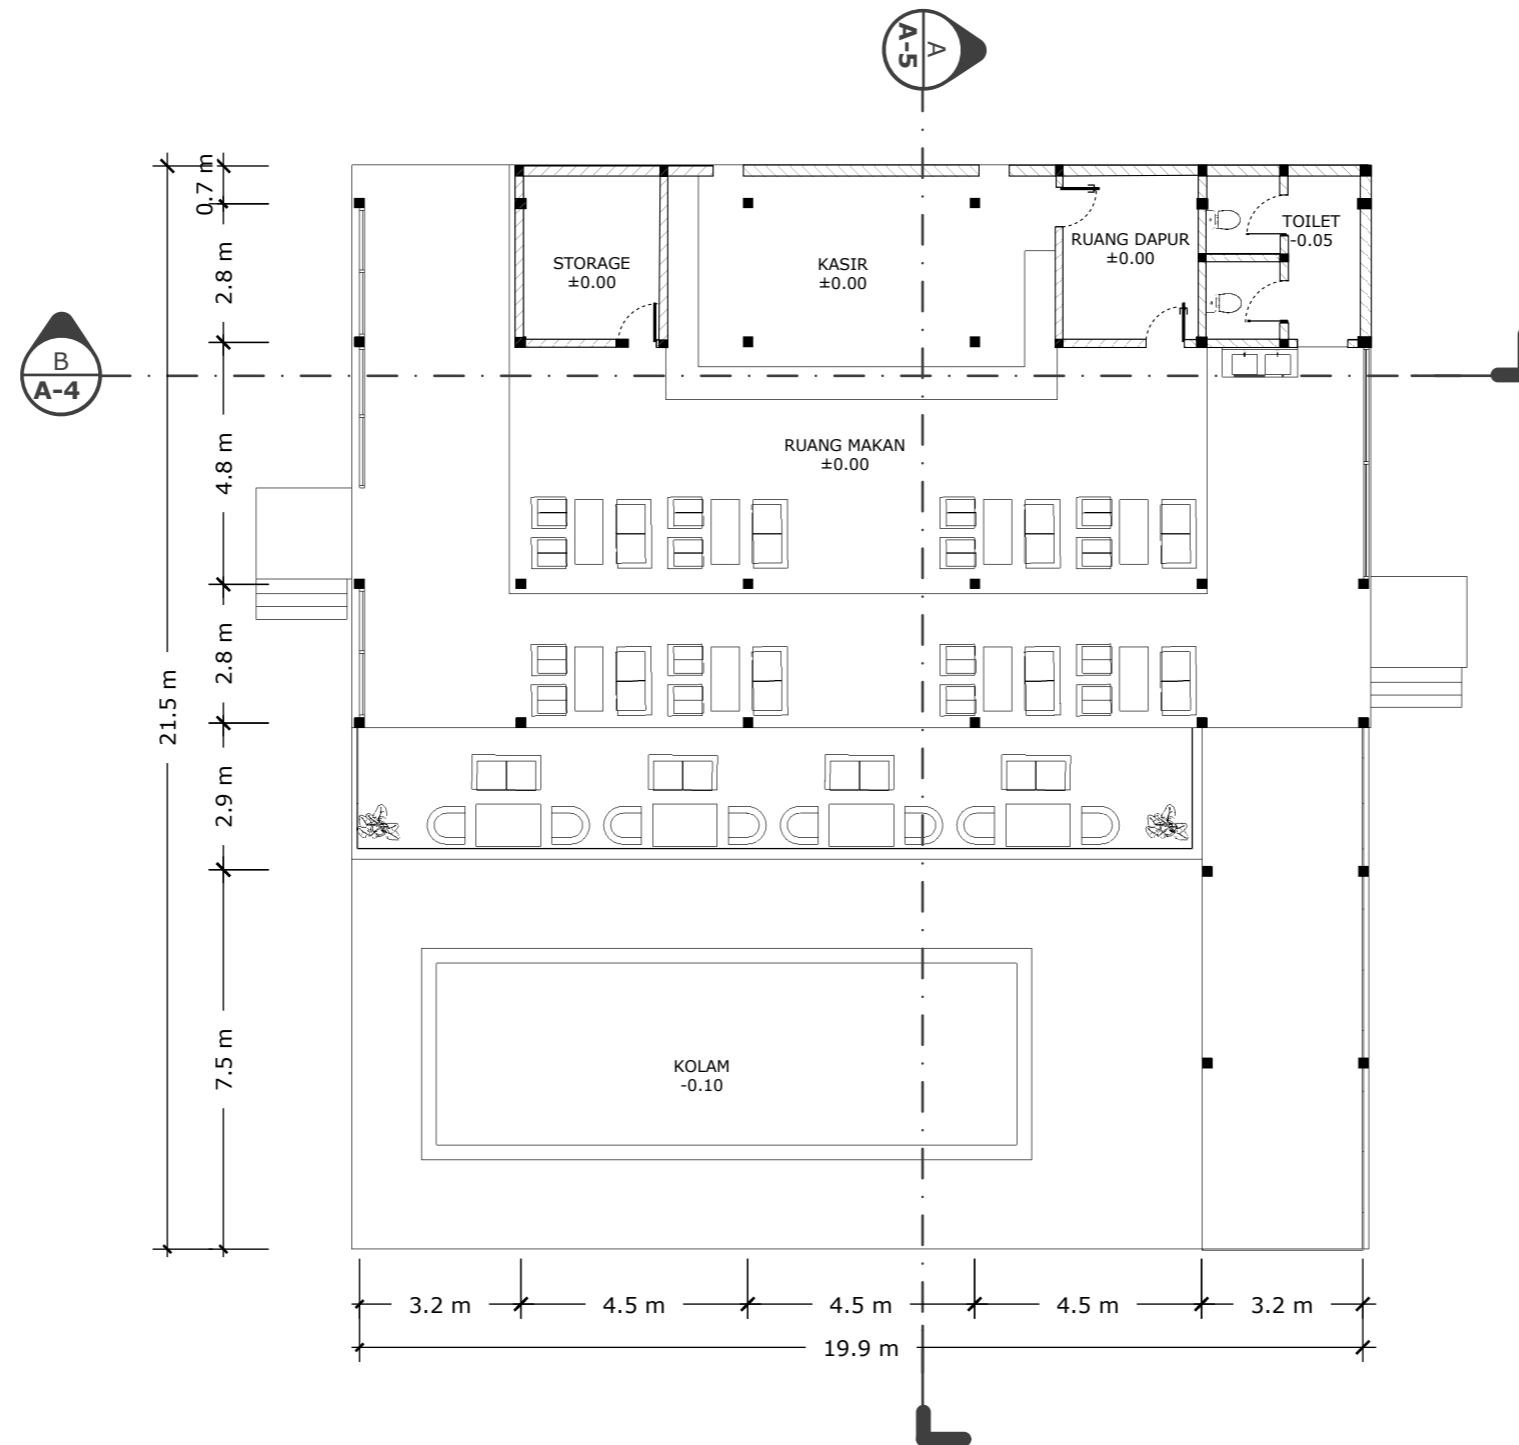 A
A-5
0.7 m
2.8 m
4.8 m
2.8 m
2.9 m
7.5 m
21.5 m
B
A-4
STORAGE
±0.00
KASIR
±0.00
RUANG DAPUR
±0.00
TOILET
-0.05
RUANG MAKAN
±0.00
KOLAM
-0.10
3.2 m
4.5 m
4.5 m
4.5 m
3.2 m
19.9 m